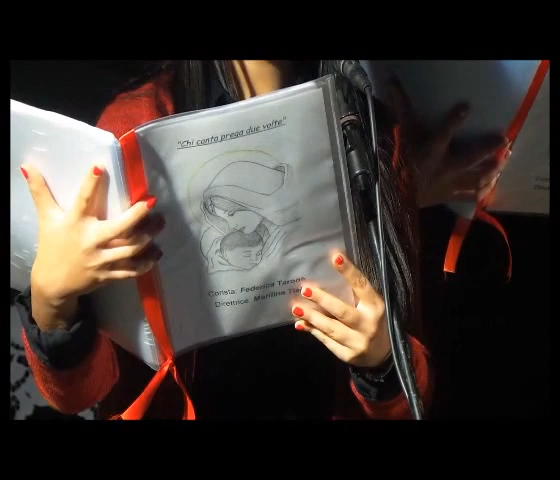 "Chi canta prega due volte"
Corista: Federica
Direttrice: Marilina